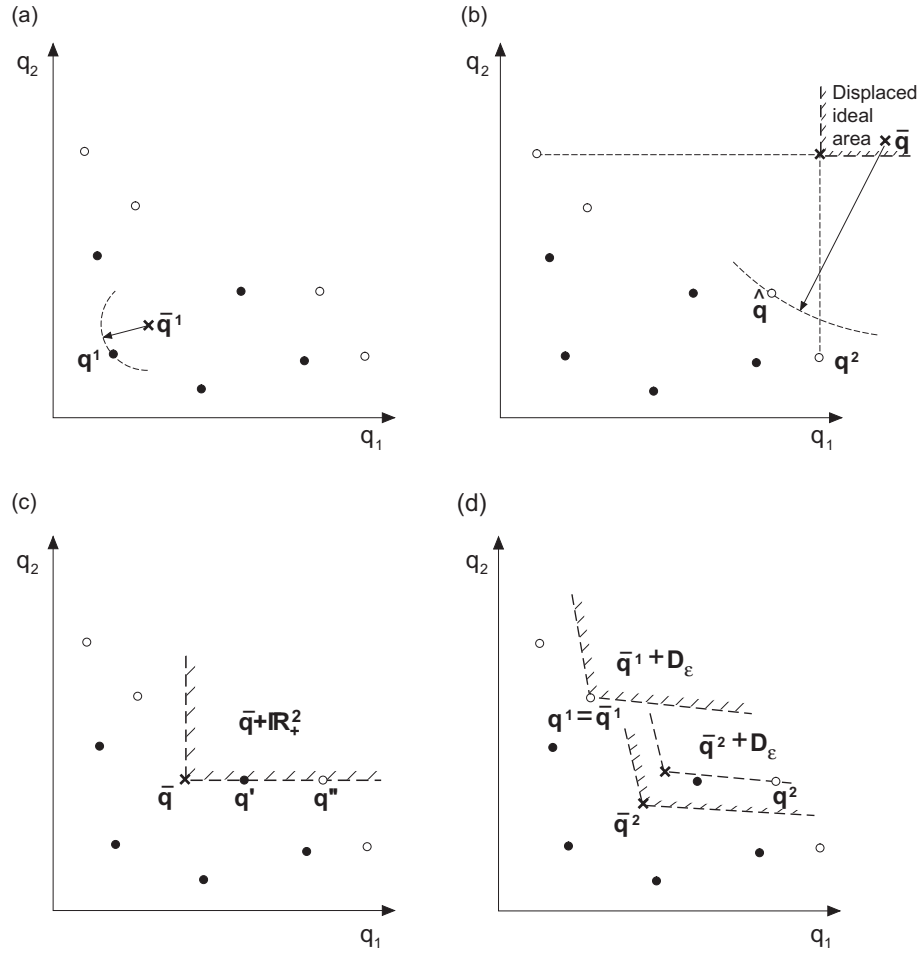 (a)
q₂
q̄¹
q¹
q₁
(b)
q₂
Displaced
ideal
area
q̄
q̂
q²
q₁
(c)
q₂
q̄+ℝ²₊
q̄
q'
q"
q₁
(d)
q₂
q̄¹+Dε
q¹=q̄¹
q̄²+Dε
q²
q̄²
q₁